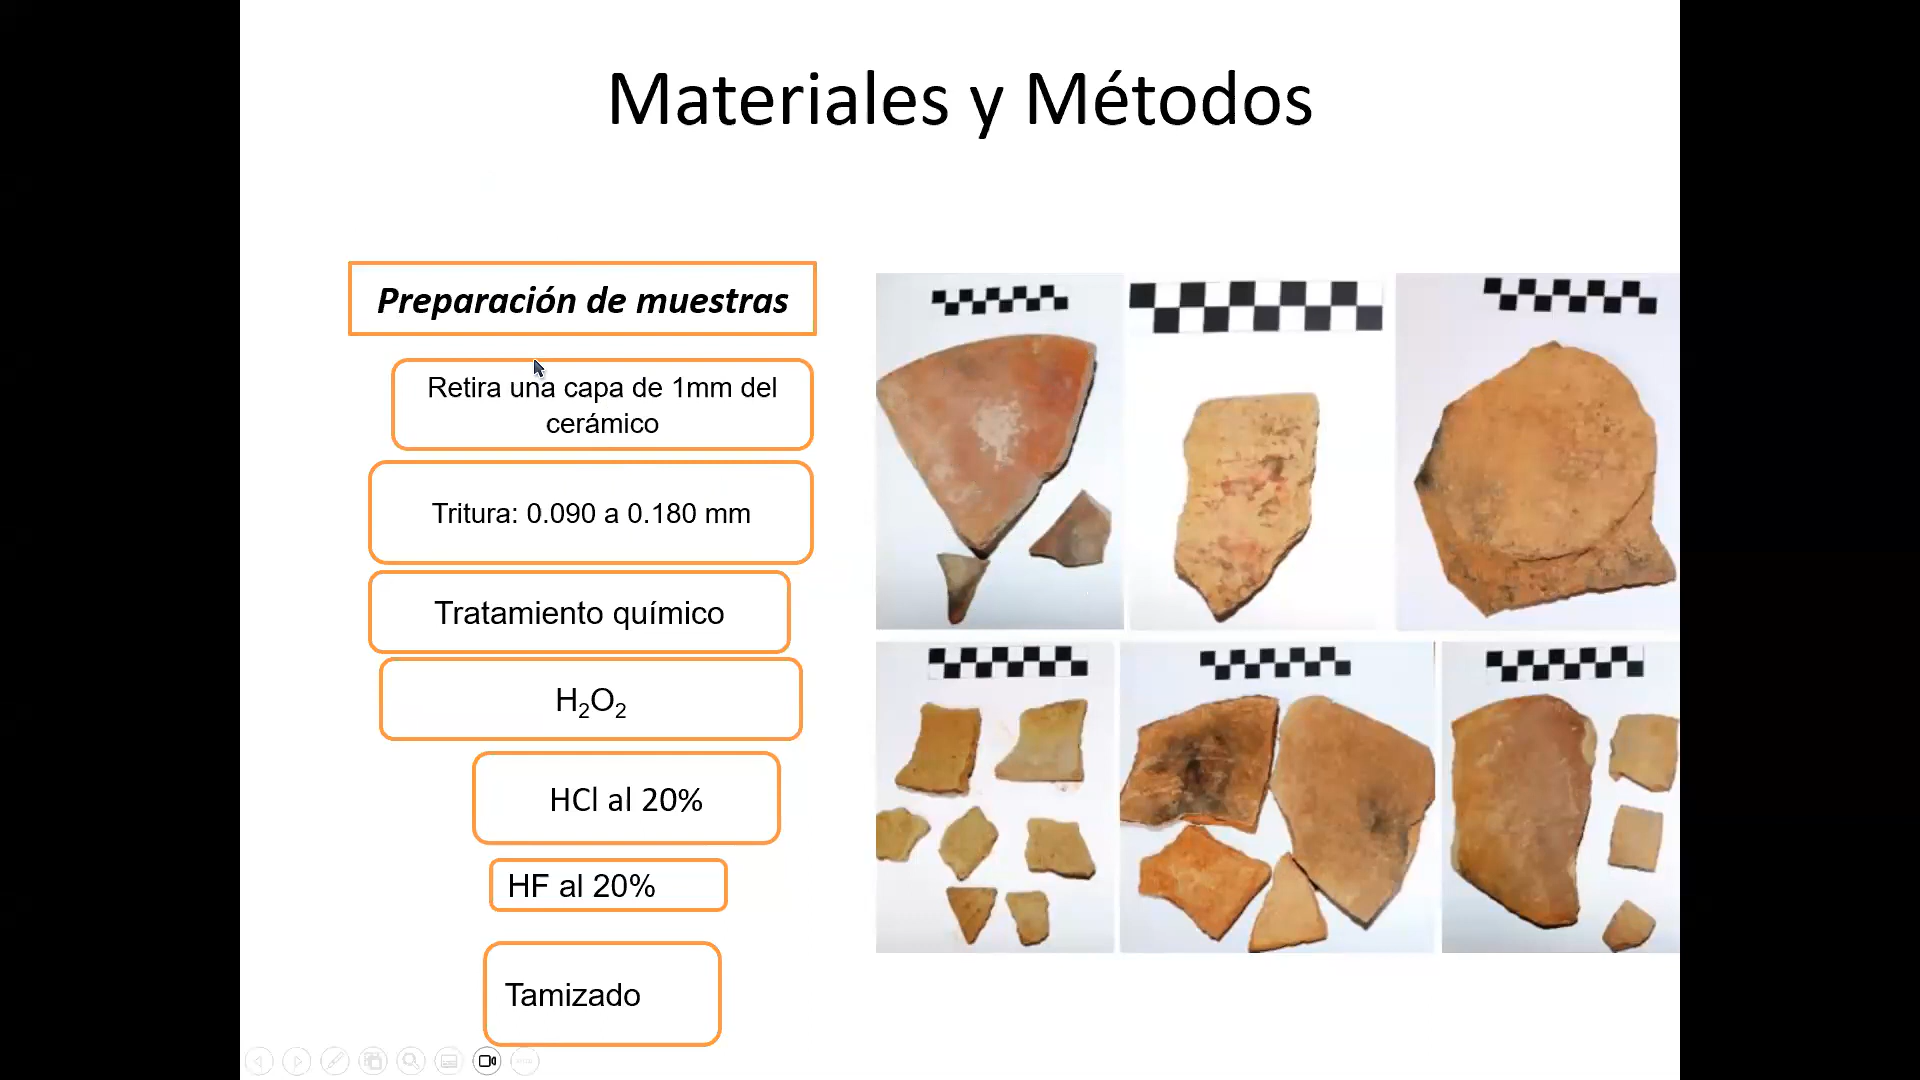 Materiales y Métodos
Preparación de muestras
Retira una capa de 1mm del
cerámico
Tritura: 0.090 a 0.180 mm
Tratamiento químico
H₂O₂
HCl al 20%
HF al 20%
Tamizado